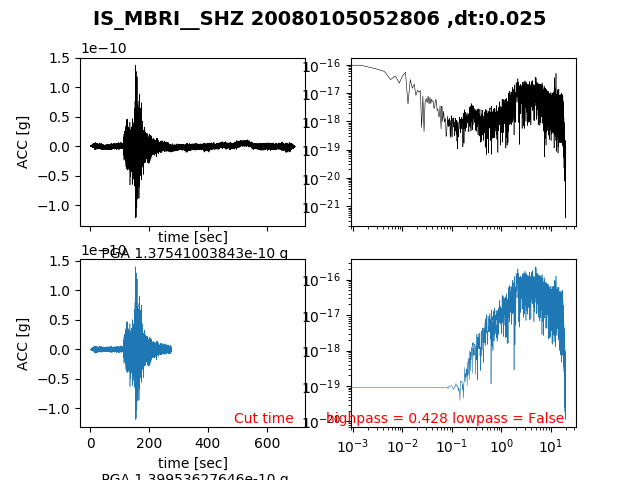 IS_MBRI__SHZ 20080105052806 ,dt:0.025
1e−10
1.5
1.0
0.5
0.0
−0.5
−1.0
ACC [g]
time [sec]
PGA 1.37541003843e-10 g
10−16
10−17
10−18
10−19
10−20
10−21
1e−10
1.5
1.0
0.5
0.0
−0.5
−1.0
ACC [g]
Cut time
0 200 400 600
time [sec]
PGA 1.39953627646e-10 g
10−16
10−17
10−18
10−19
10−20
highpass = 0.428 lowpass = False
10−3 10−2 10−1 100 101